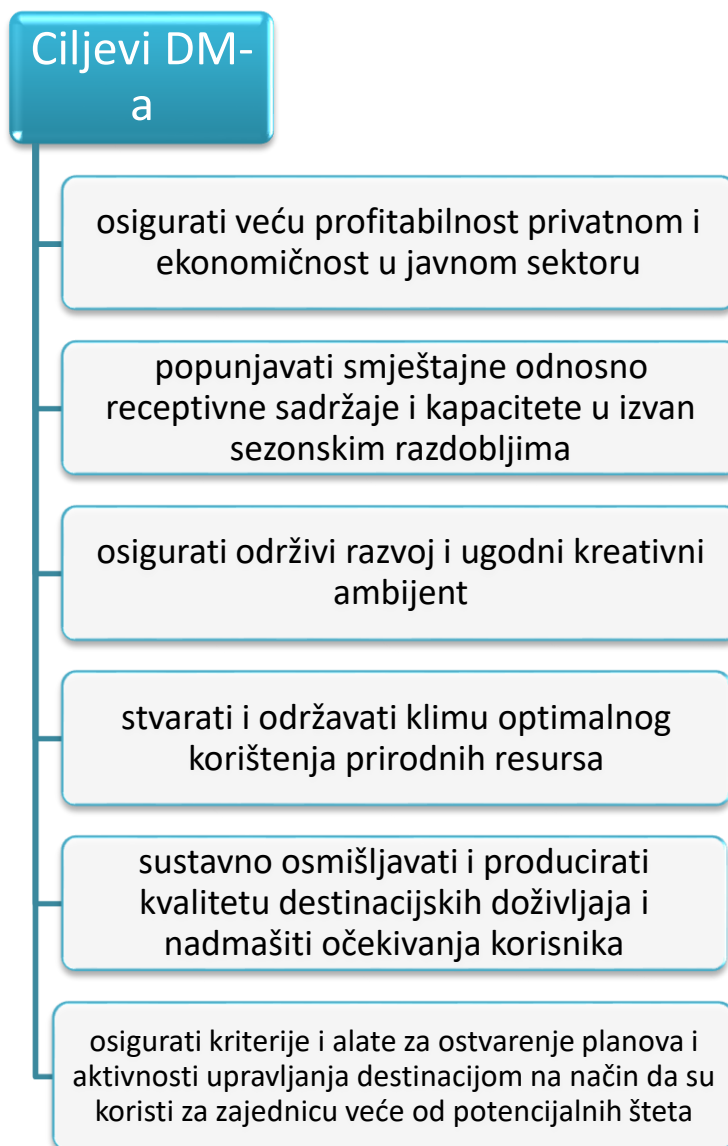 Ciljevi DM-
a
osigurati veću profitabilnost privatnom i
ekonomičnost u javnom sektoru
popunjavati smještajne odnosno
receptivne sadržaje i kapacitete u izvan
sezonskim razdobljima
osigurati održivi razvoj i ugodni kreativni
ambijent
stvarati i održavati klimu optimalnog
korištenja prirodnih resursa
sustavno osmišljavati i producirati
kvalitetu destinacijskih doživljaja i
nadmašiti očekivanja korisnika
osigurati kriterije i alate za ostvarenje planova i
aktivnosti upravljanja destinacijom na način da su
koristi za zajednicu veće od potencijalnih šteta